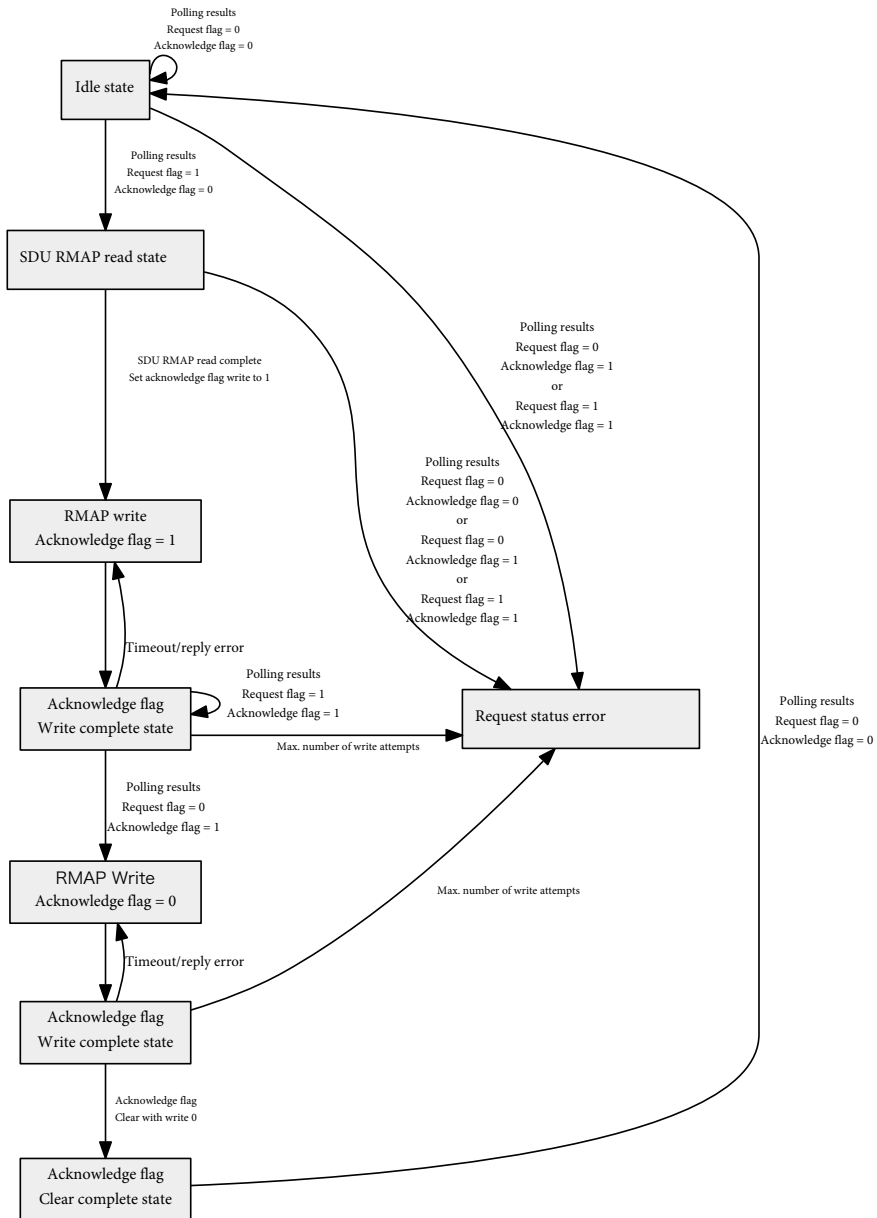 Polling results
Request flag = 0
Acknowledge flag = 0
Idle state
Polling results
Request flag = 1
Acknowledge flag = 0
SDU RMAP read state
Polling results
Request flag = 0
Acknowledge flag = 1
or
Request flag = 1
Acknowledge flag = 1
SDU RMAP read complete
Set acknowledge flag write to 1
Polling results
Request flag = 0
Acknowledge flag = 0
or
Request flag = 0
Acknowledge flag = 1
or
Request flag = 1
Acknowledge flag = 1
RMAP write
Acknowledge flag = 1
Timeout/reply error
Acknowledge flag
Write complete state
Polling results
Request flag = 1
Acknowledge flag = 1
Max. number of write attempts
Request status error
Polling results
Request flag = 0
Acknowledge flag = 0
Polling results
Request flag = 0
Acknowledge flag = 1
RMAP Write
Acknowledge flag = 0
Max. number of write attempts
Timeout/reply error
Acknowledge flag
Write complete state
Acknowledge flag
Clear with write 0
Acknowledge flag
Clear complete state